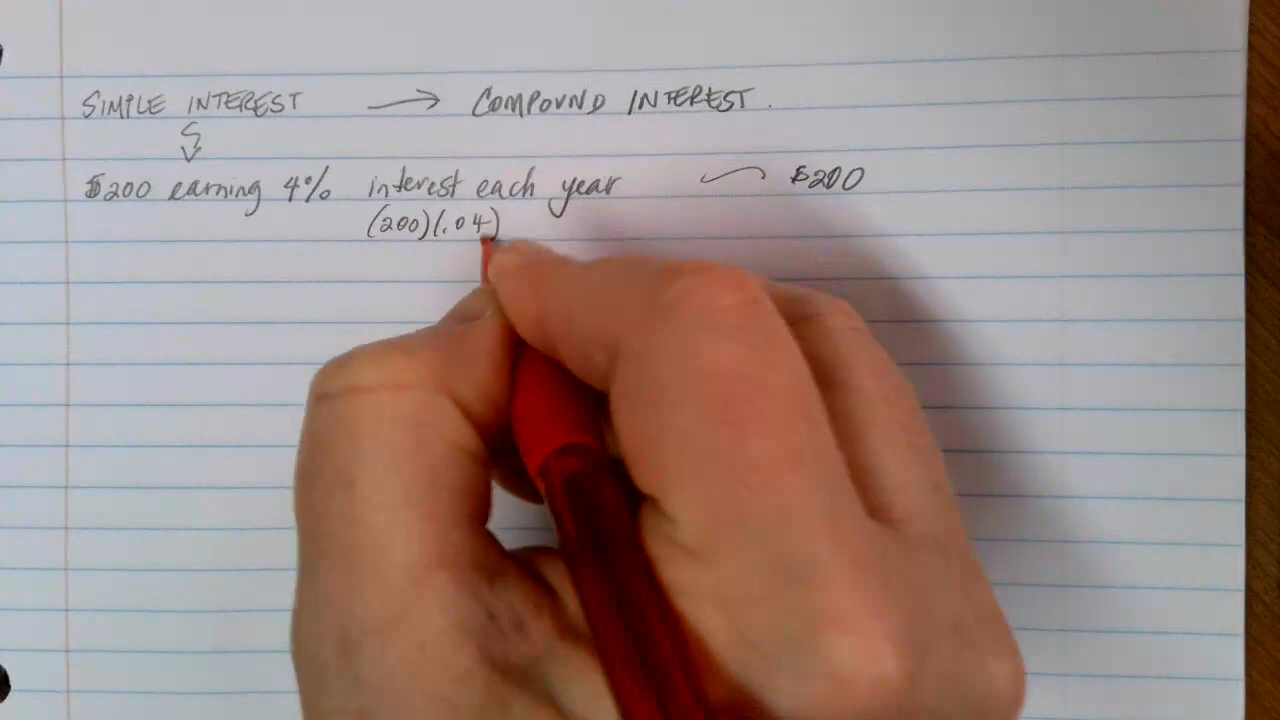 SIMPLE INTEREST → COMPOUND INTEREST.
$200 earning 4% interest each year ~ $200
(200)(.04)